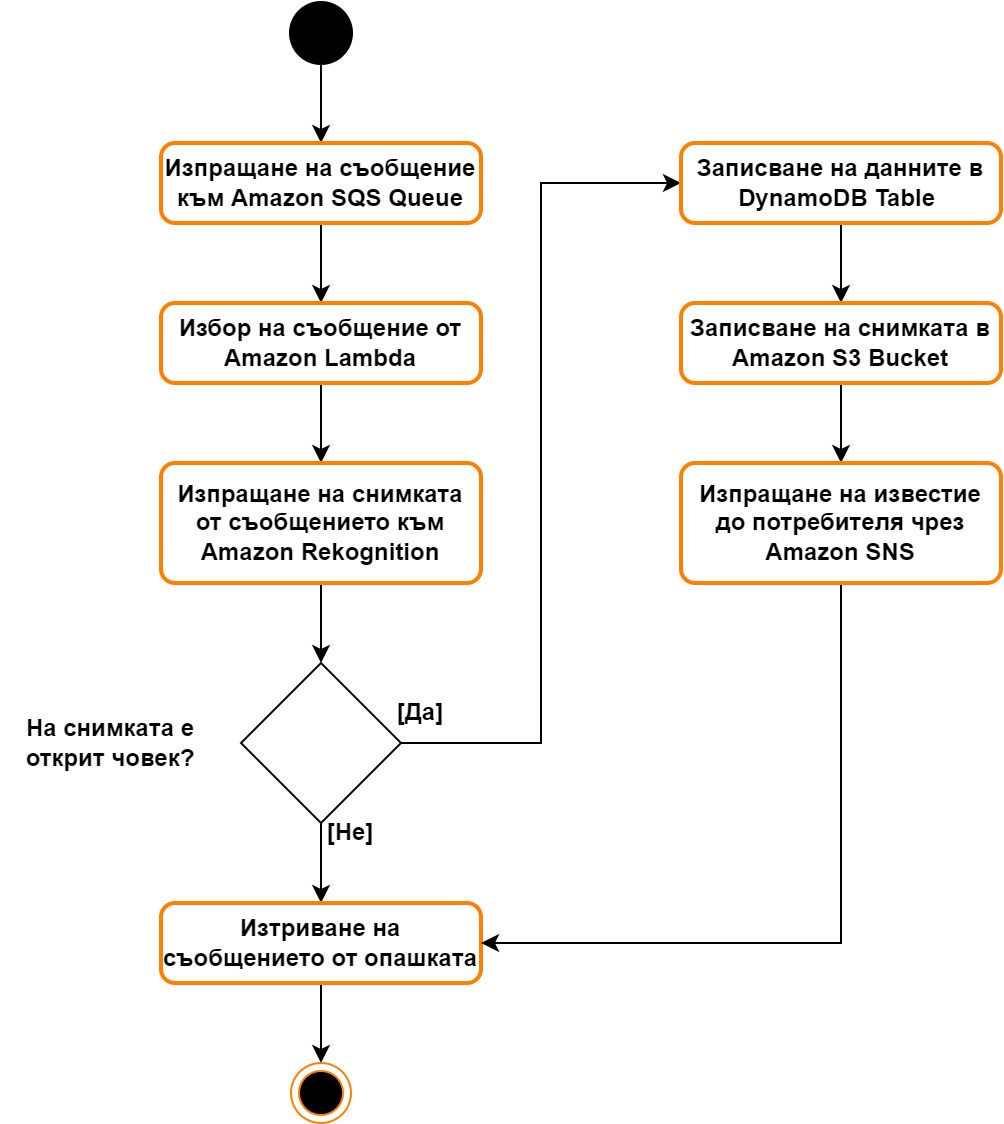 Изпращане на съобщение
към Amazon SQS Queue
Избор на съобщение от
Amazon Lambda
Изпращане на снимката
от съобщението към
Amazon Rekognition
На снимката е
открит човек?
[Да]
[Не]
Записване на данните в
DynamoDB Table
Записване на снимката в
Amazon S3 Bucket
Изпращане на известие
до потребителя чрез
Amazon SNS
Изтриване на
съобщението от опашката